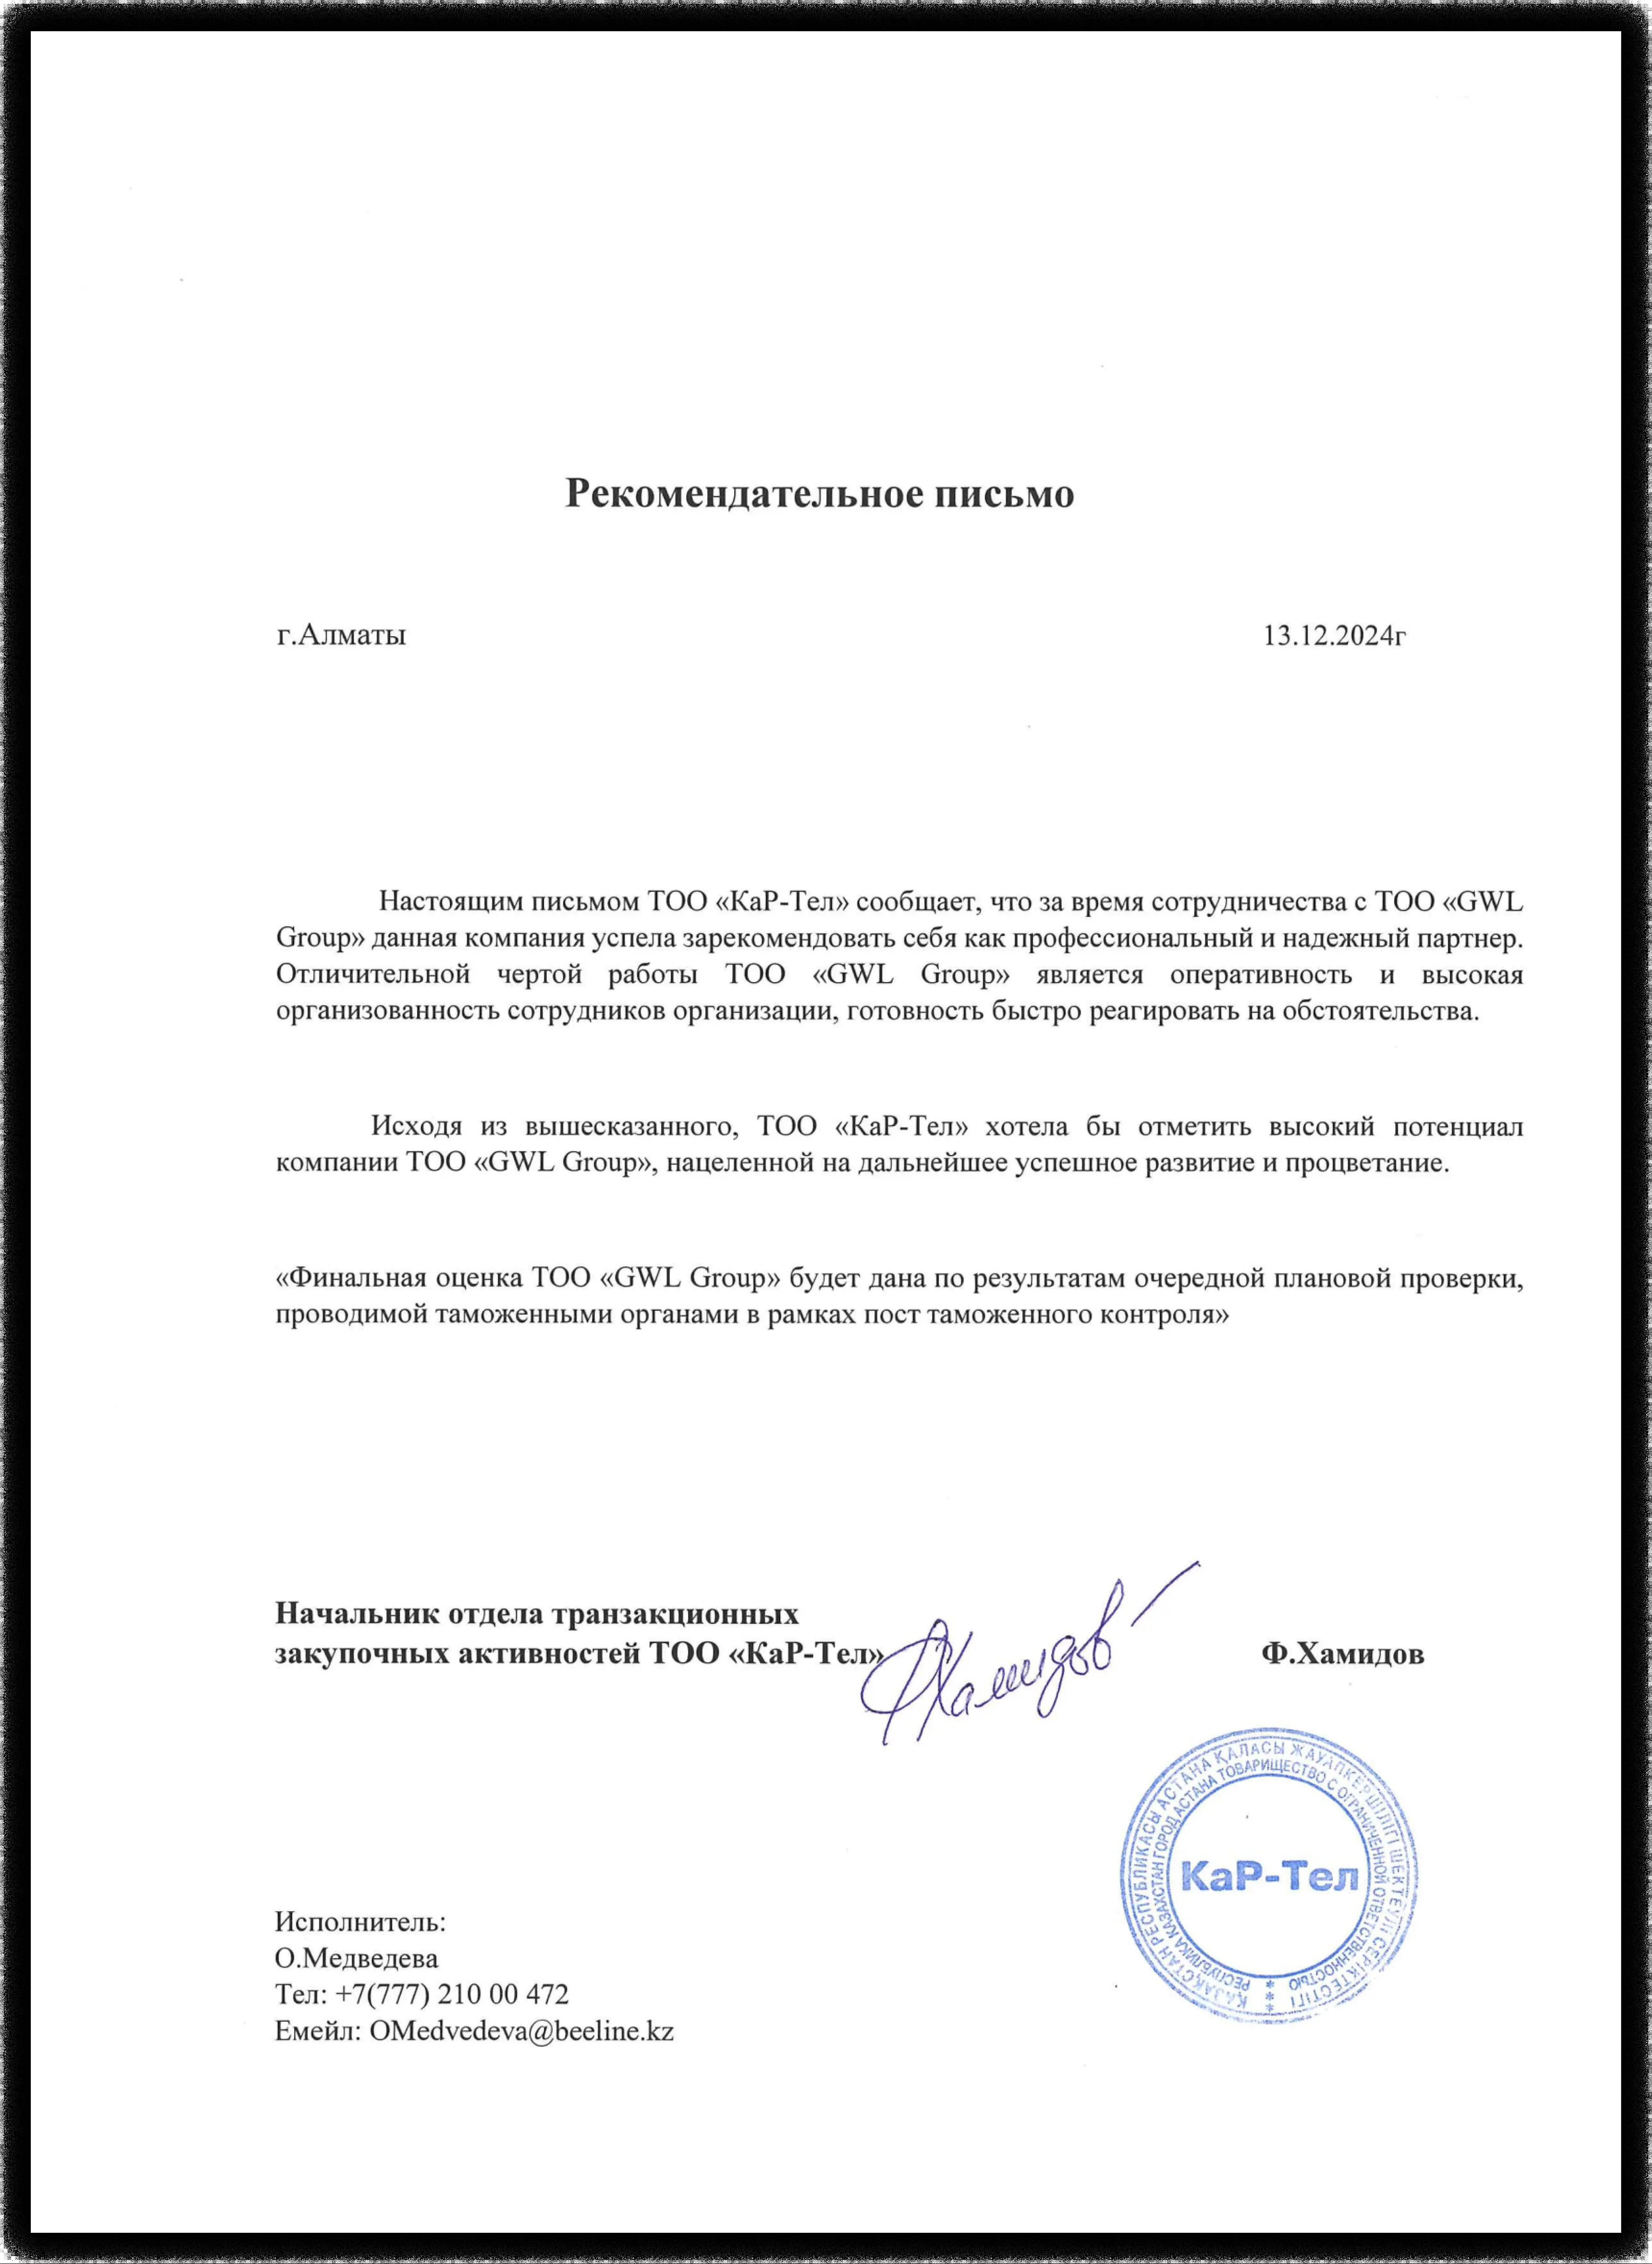 Рекомендательное письмо
г.Алматы 13.12.2024г
Настоящим письмом ТОО «КаР-Тел» сообщает, что за время сотрудничества с ТОО «GWL
Group» данная компания успела зарекомендовать себя как профессиональный и надежный партнер.
Отличительной чертой работы ТОО «GWL Group» является оперативность и высокая
организованность сотрудников организации, готовность быстро реагировать на обстоятельства.
Исходя из вышесказанного, ТОО «КаР-Тел» хотела бы отметить высокий потенциал
компании ТОО «GWL Group», нацеленной на дальнейшее успешное развитие и процветание.
«Финальная оценка ТОО «GWL Group» будет дана по результатам очередной плановой проверки,
проводимой таможенными органами в рамках пост таможенного контроля»
Начальник отдела транзакционных
закупочных активностей ТОО «КаР-Тел» Ф.Хамидов
ФХамидов
ҚАЗАҚСТАН РЕСПУБЛИКАСЫ АСТАНА ҚАЛАСЫ ЖАУАПКЕРШІЛІГІ ШЕКТЕУЛІ СЕРІКТЕСТІГІ
РЕСПУБЛИКА КАЗАХСТАН ГОРОД АСТАНА ТОВАРИЩЕСТВО С ОГРАНИЧЕННОЙ ОТВЕТСТВЕННОСТЬЮ
КаР-Тел
Исполнитель:
О.Медведева
Тел: +7(777) 210 00 472
Емейл: OMedvedeva@beeline.kz